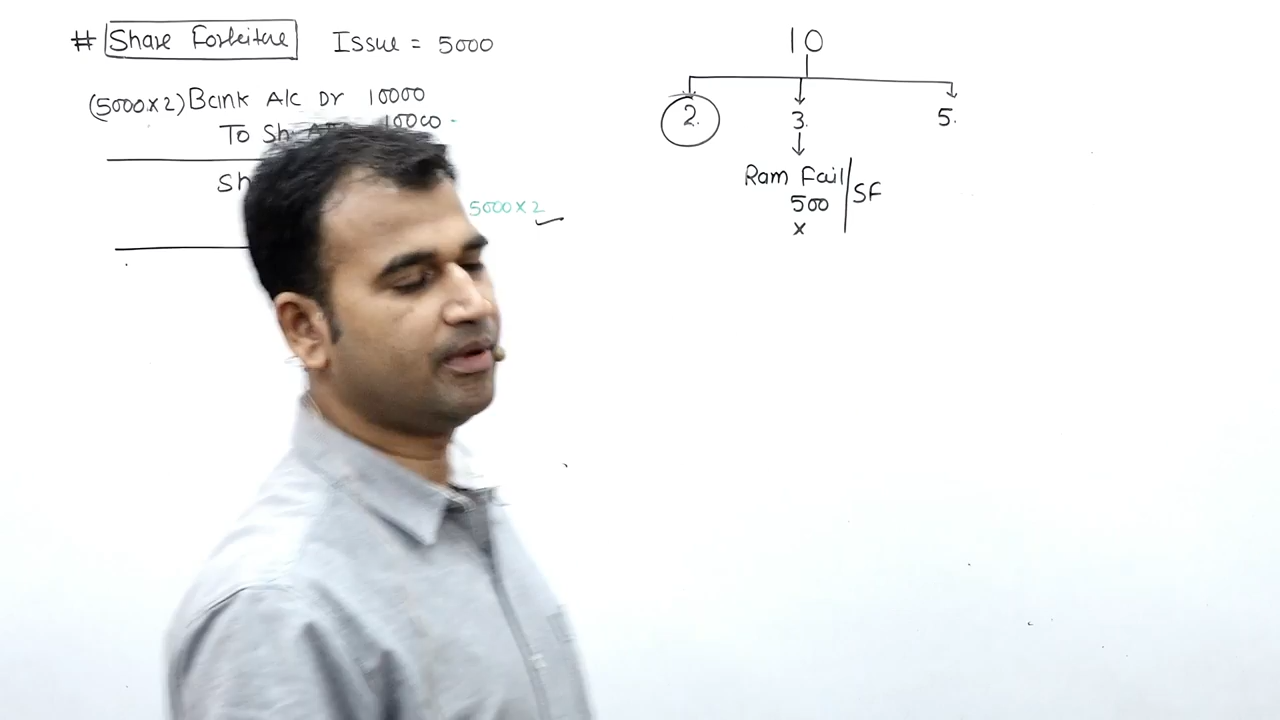 # Share Forfeiture Issue = 5000
(5000x2) Bank A/c Dr 10000
To Sh. 10000
Sh
5000 x 2
10
2. 3. 5.
Ram Fail SF
500
x